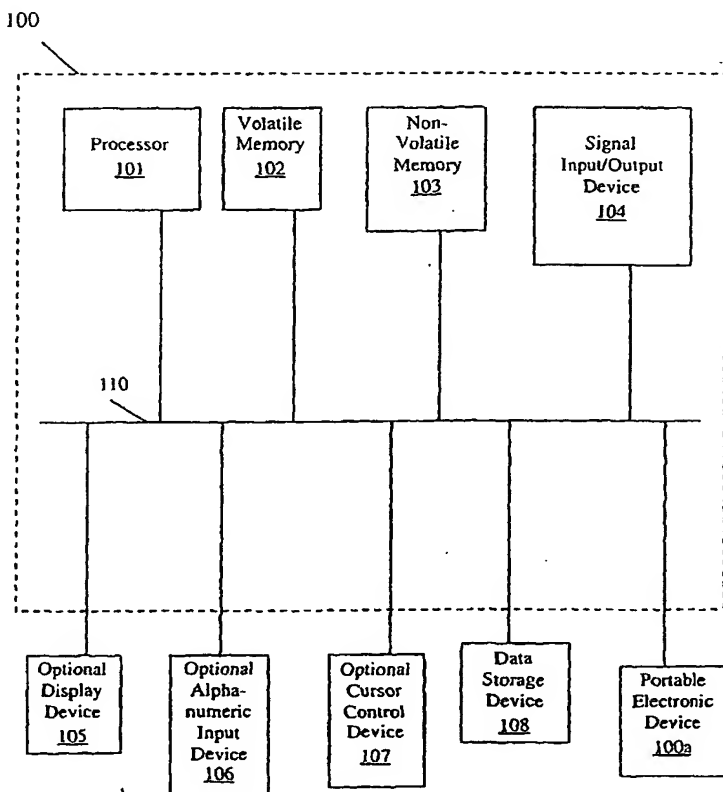 100
Processor
101
Volatile
Memory
102
Non-
Volatile
Memory
103
Signal
Input/Output
Device
104
110
Optional
Display
Device
105
Optional
Alpha-
numeric
Input
Device
106
Optional
Cursor
Control
Device
107
Data
Storage
Device
108
Portable
Electronic
Device
100a